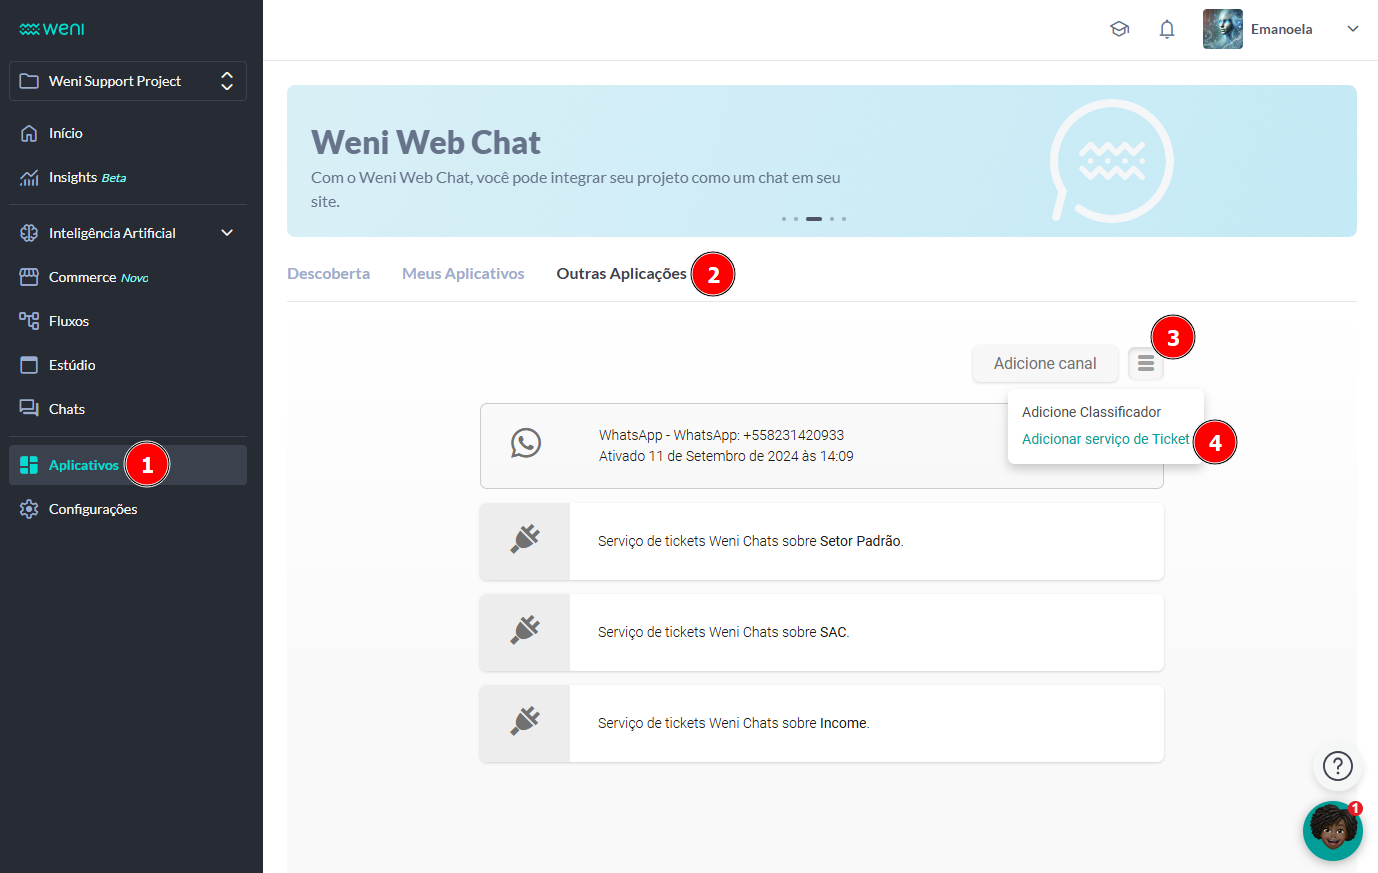 weni
Weni Support Project
Início
Insights Beta
Inteligência Artificial
Commerce Novo
Fluxos
Estúdio
Chats
Aplicativos
1
Configurações
Emanoela
Weni Web Chat
Com o Weni Web Chat, você pode integrar seu projeto como um chat em seu
site.
Descoberta
Meus Aplicativos
Outras Aplicações
2
3
Adicione canal
Adicione Classificador
Adicionar serviço de Ticket
4
WhatsApp - WhatsApp: +558231420933
Ativado 11 de Setembro de 2024 às 14:09
Serviço de tickets Weni Chats sobre Setor Padrão.
Serviço de tickets Weni Chats sobre SAC.
Serviço de tickets Weni Chats sobre Income.
?
1